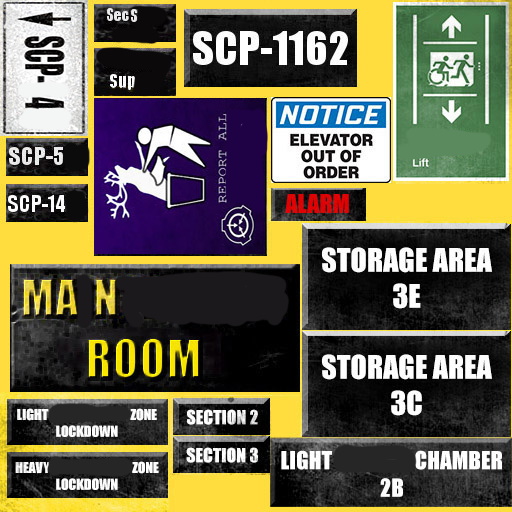 SCP- 4
Sec S
Sup
SCP-1162
Lift
SCP-5
SCP-14
REPORT ALL
NOTICE
ELEVATOR
OUT OF
ORDER
ALARM
STORAGE AREA
3E
MA N
ROOM
STORAGE AREA
3C
LIGHT ZONE
LOCKDOWN
SECTION 2
HEAVY ZONE
LOCKDOWN
SECTION 3
LIGHT CHAMBER
2B